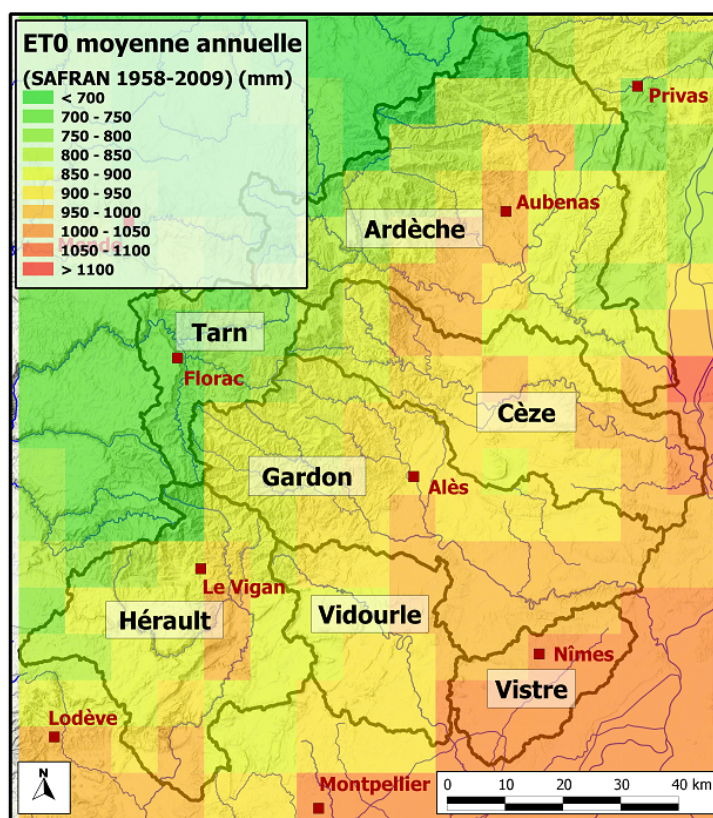 ET0 moyenne annuelle
(SAFRAN 1958-2009) (mm)
< 700
700 - 750
750 - 800
800 - 850
850 - 900
900 - 950
950 - 1000
1000 - 1050
1050 - 1100
> 1100
Privas
Aubenas
Ardèche
Mende
Tarn
Florac
Cèze
Gardon
Alès
Le Vigan
Hérault
Vidourle
Nîmes
Vistre
Lodève
N
Montpellier
0 10 20 30 40 km